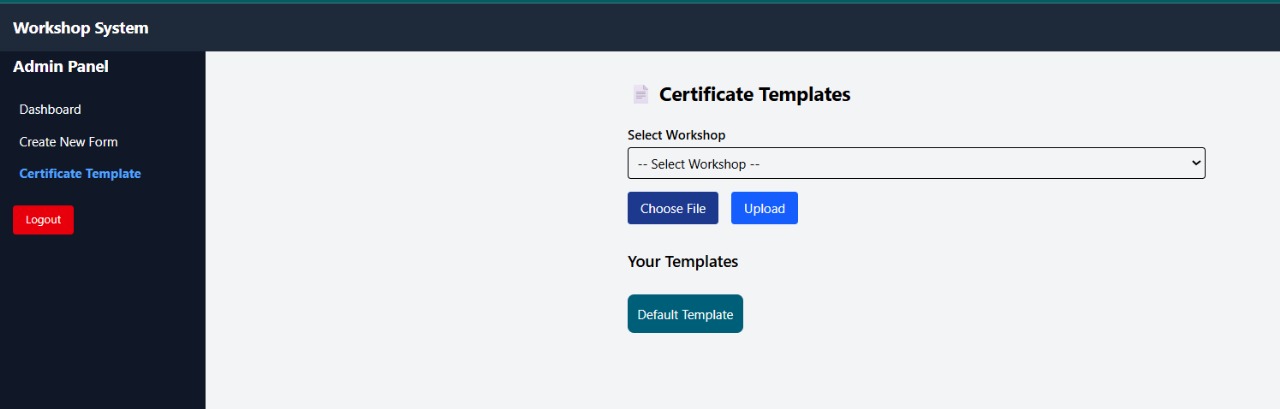 Workshop System
Admin Panel
Dashboard
Create New Form
Certificate Template
Logout
Certificate Templates
Select Workshop
-- Select Workshop --
Choose File Upload
Your Templates
Default Template